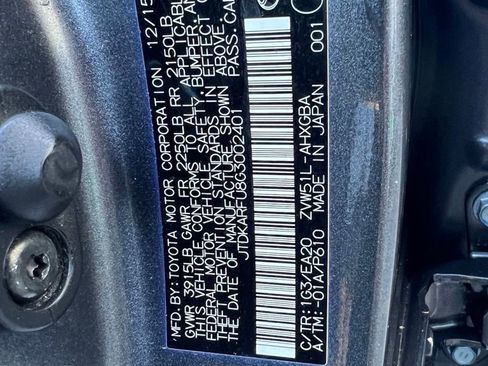 MFD.BY:TOYOTA MOTOR CORPORATION 12/15
GVWR 3915LB GAWR FR 2250LB RR 2150LB
THIS VEHICLE CONFORMS TO ALL APPLICABLE
FEDERAL MOTOR VEHICLE SAFETY, BUMPER, AND
THEFT PREVENTION STANDARDS IN EFFECT ON
THE DATE OF MANUFACTURE SHOWN ABOVE.
JTDKARFU8G3002401 PASS. CAR
C/TR:1G3/EA20 ZVW51L-AHXGBA
A/TM:-01A/P610 MADE IN JAPAN 001